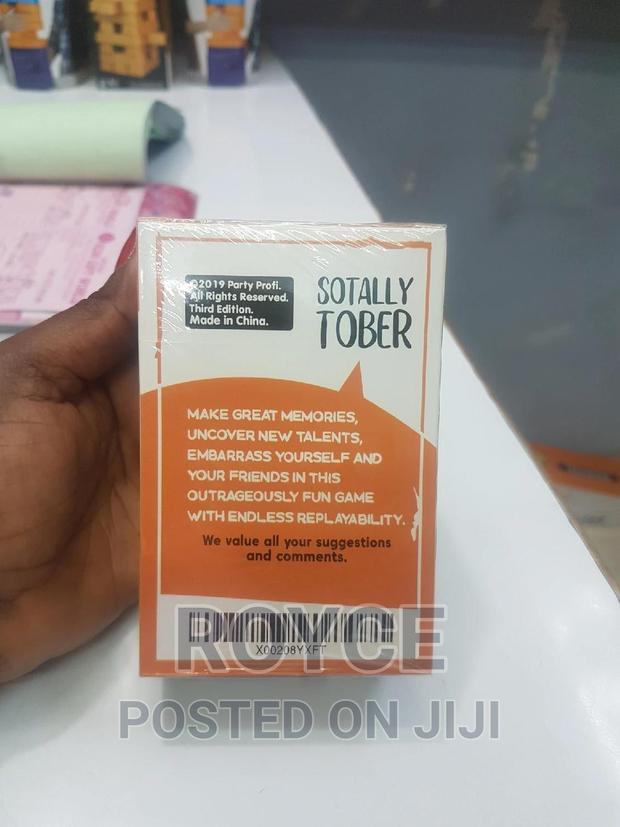 ©2019 Party Profi.
All Rights Reserved.
Third Edition.
Made in China.
SOTALLY
TOBER
MAKE GREAT MEMORIES,
UNCOVER NEW TALENTS,
EMBARRASS YOURSELF AND
YOUR FRIENDS IN THIS
OUTRAGEOUSLY FUN GAME
WITH ENDLESS REPLAYABILITY.
We value all your suggestions
and comments.
X00208YXFT
ROYCE
POSTED ON JIJI